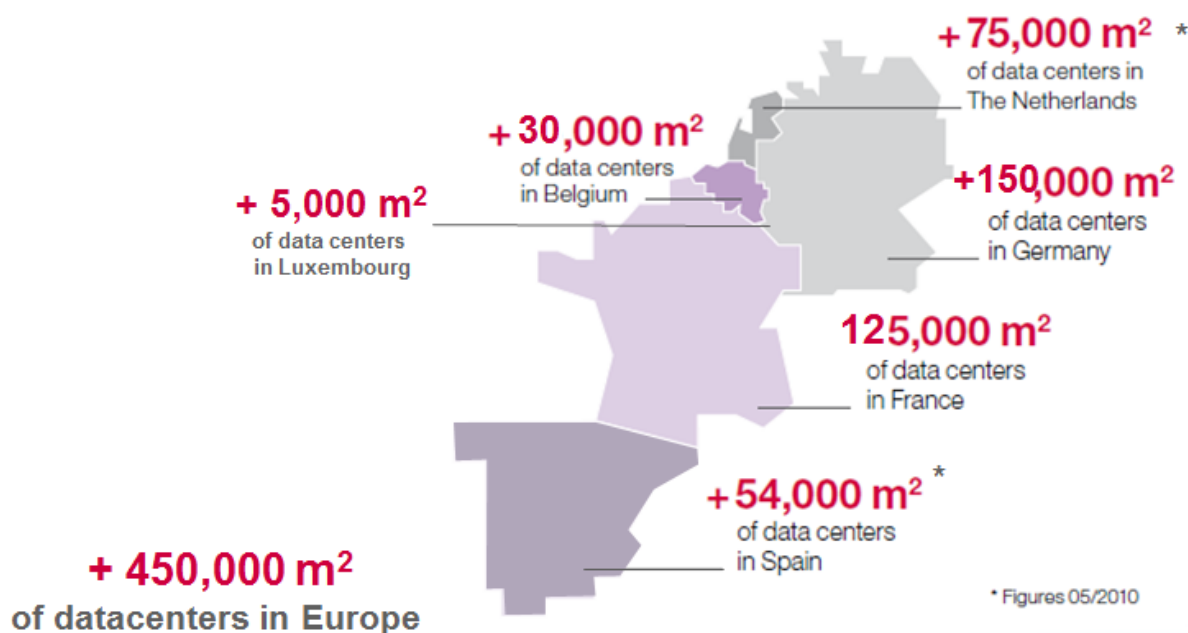 + 75,000 m² *
of data centers in
The Netherlands
+ 30,000 m²
of data centers
in Belgium
+150,000 m²
of data centers
in Germany
+ 5,000 m²
of data centers
in Luxembourg
125,000 m²
of data centers
in France
+ 54,000 m² *
of data centers
in Spain
+ 450,000 m²
of datacenters in Europe
* Figures 05/2010